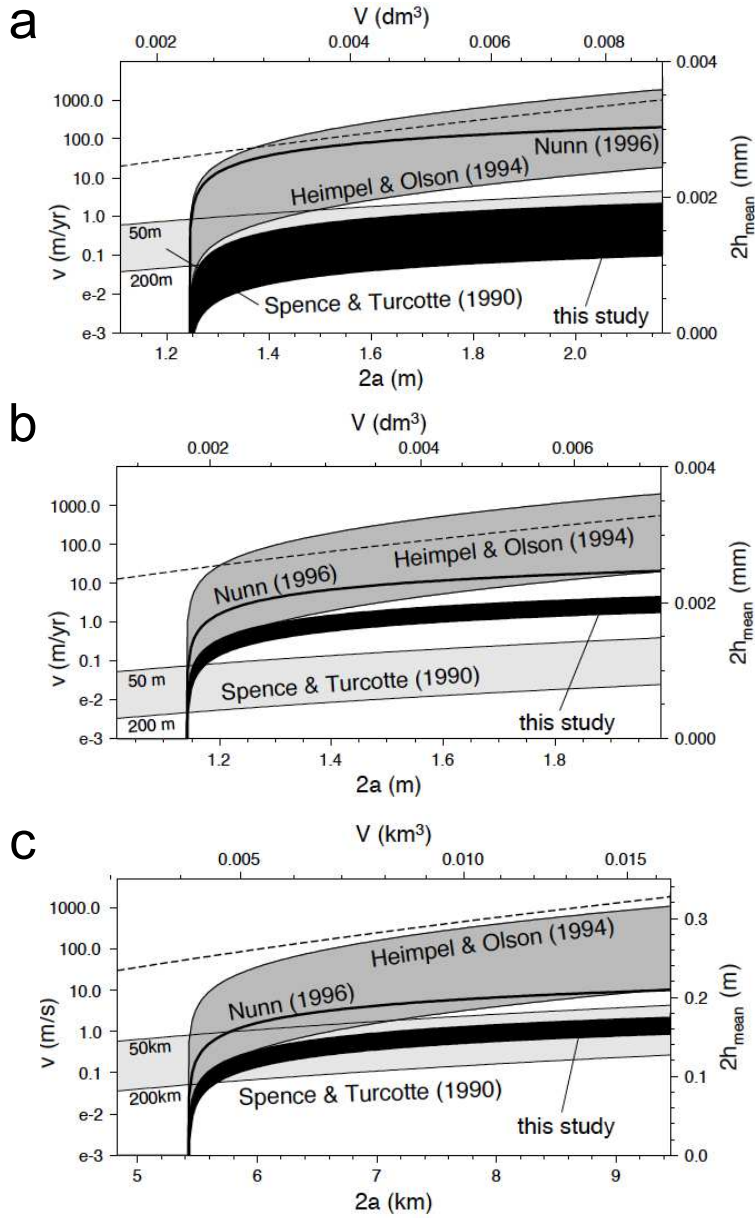 a
V (dm³)
0.002 0.004 0.006 0.008
0.004
1000.0
100.0
10.0
1.0
0.1
e-2
e-3
v (m/yr)
Nunn (1996)
Heimpel & Olson (1994)
50m
200m
Spence & Turcotte (1990)
this study
0.002
0.000
2h_mean (mm)
1.2 1.4 1.6 1.8 2.0
2a (m)
b
V (dm³)
0.002 0.004 0.006
0.004
1000.0
100.0
10.0
1.0
0.1
e-2
e-3
v (m/yr)
Heimpel & Olson (1994)
Nunn (1996)
50 m
Spence & Turcotte (1990)
200 m
this study
0.002
0.000
2h_mean (mm)
1.2 1.4 1.6 1.8
2a (m)
c
V (km³)
0.005 0.010 0.015
1000.0
100.0
10.0
1.0
0.1
e-2
e-3
v (m/s)
Heimpel & Olson (1994)
Nunn (1996)
50km
200km
Spence & Turcotte (1990)
this study
0.3
0.2
0.1
0.0
2h_mean (m)
5 6 7 8 9
2a (km)